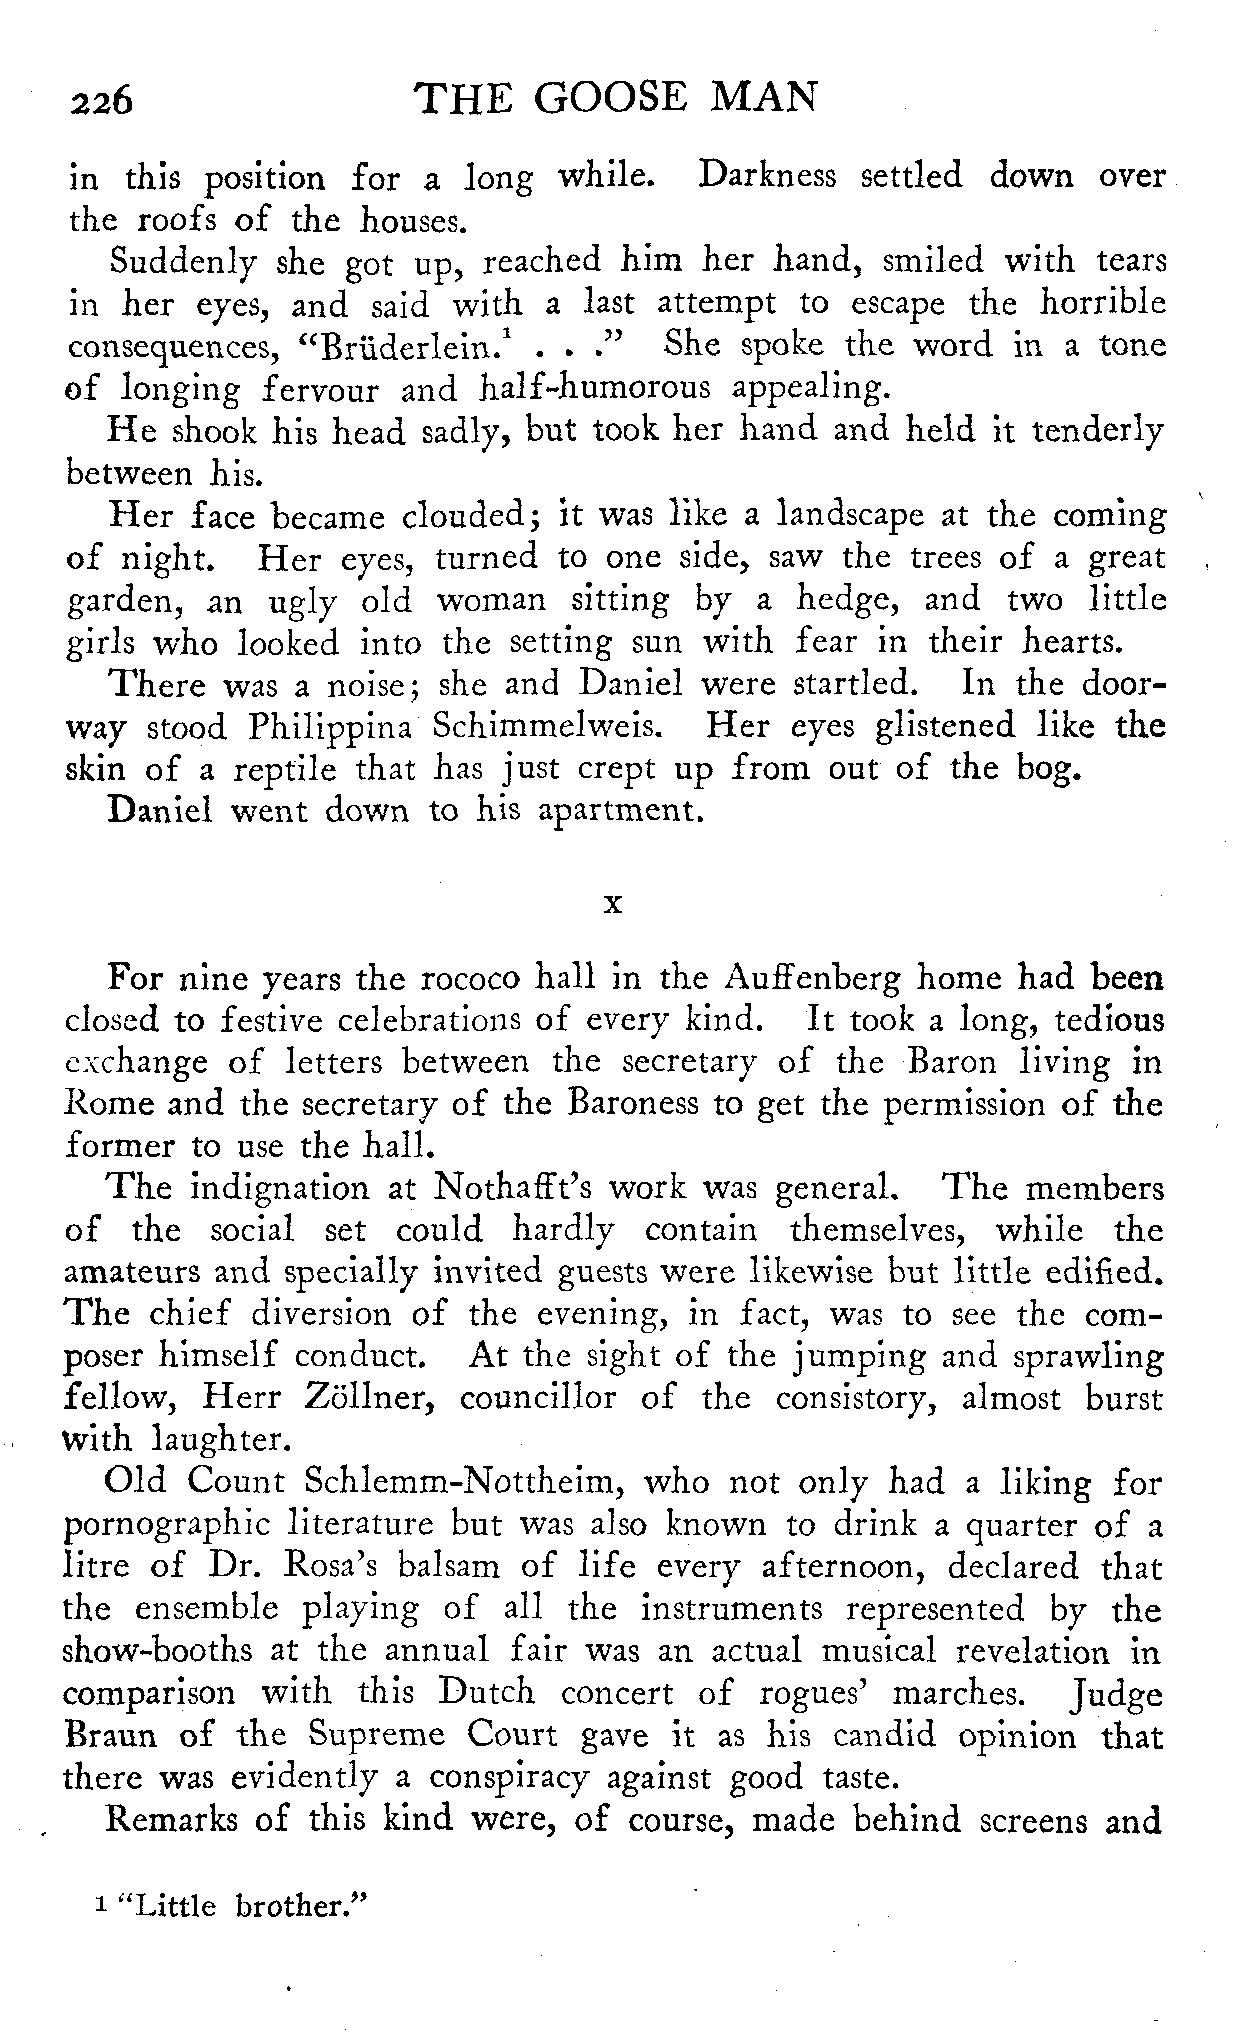 226 THE GOOSE MAN
in this position for a long while. Darkness settled down over
the roofs of the houses.
Suddenly she got up, reached him her hand, smiled with tears
in her eyes, and said with a last attempt to escape the horrible
consequences, “Brüderlein.¹ . . .” She spoke the word in a tone
of longing fervour and half-humorous appealing.
He shook his head sadly, but took her hand and held it tenderly
between his.
Her face became clouded; it was like a landscape at the coming
of night. Her eyes, turned to one side, saw the trees of a great
garden, an ugly old woman sitting by a hedge, and two little
girls who looked into the setting sun with fear in their hearts.
There was a noise; she and Daniel were startled. In the door-
way stood Philippina Schimmelweis. Her eyes glistened like the
skin of a reptile that has just crept up from out of the bog.
Daniel went down to his apartment.
x
For nine years the rococo hall in the Auffenberg home had been
closed to festive celebrations of every kind. It took a long, tedious
exchange of letters between the secretary of the Baron living in
Rome and the secretary of the Baroness to get the permission of the
former to use the hall.
The indignation at Nothafft’s work was general. The members
of the social set could hardly contain themselves, while the
amateurs and specially invited guests were likewise but little edified.
The chief diversion of the evening, in fact, was to see the com-
poser himself conduct. At the sight of the jumping and sprawling
fellow, Herr Zöllner, councillor of the consistory, almost burst
with laughter.
Old Count Schlemm-Nottheim, who not only had a liking for
pornographic literature but was also known to drink a quarter of a
litre of Dr. Rosa’s balsam of life every afternoon, declared that
the ensemble playing of all the instruments represented by the
show-booths at the annual fair was an actual musical revelation in
comparison with this Dutch concert of rogues’ marches. Judge
Braun of the Supreme Court gave it as his candid opinion that
there was evidently a conspiracy against good taste.
Remarks of this kind were, of course, made behind screens and
1 “Little brother.”